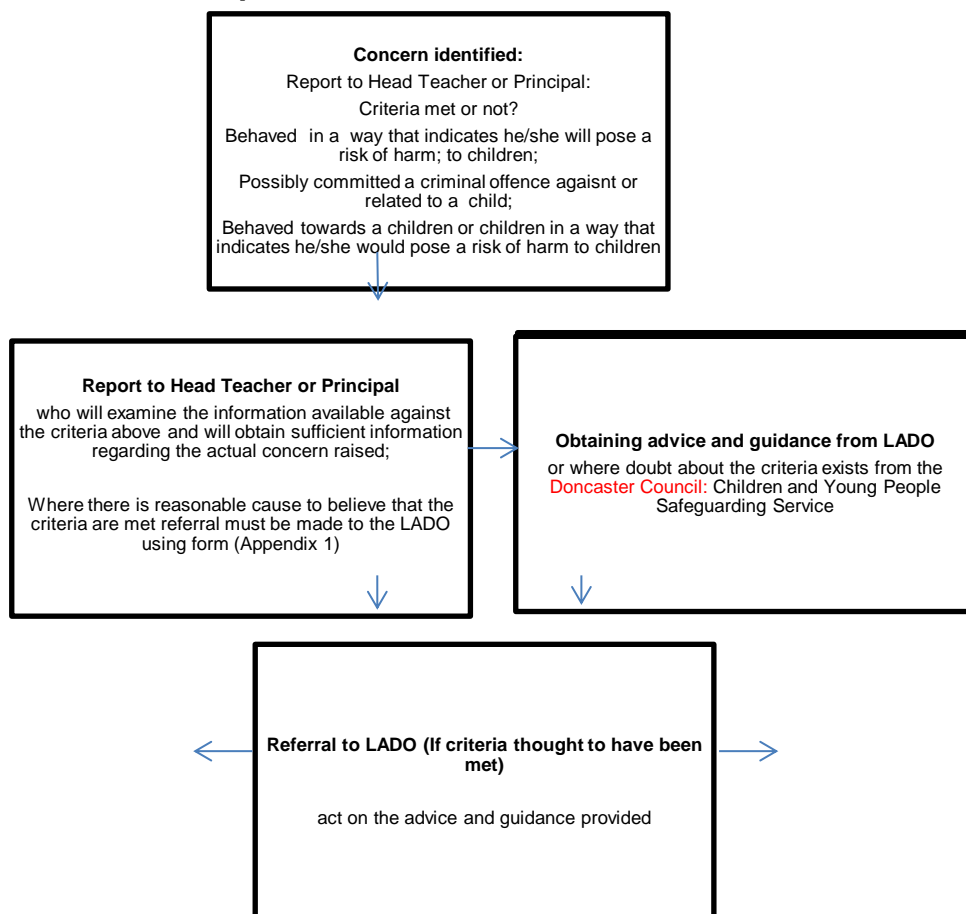 Concern identified:
Report to Head Teacher or Principal:
Criteria met or not?
Behaved in a way that indicates he/she will pose a
risk of harm; to children;
Possibly committed a criminal offence agaisnt or
related to a child;
Behaved towards a children or children in a way that
indicates he/she would pose a risk of harm to children
Report to Head Teacher or Principal
who will examine the information available against
the criteria above and will obtain sufficient information
regarding the actual concern raised;
Where there is reasonable cause to believe that the
criteria are met referral must be made to the LADO
using form (Appendix 1)
Obtaining advice and guidance from LADO
or where doubt about the criteria exists from the
Doncaster Council: Children and Young People
Safeguarding Service
Referral to LADO (If criteria thought to have been
met)
act on the advice and guidance provided